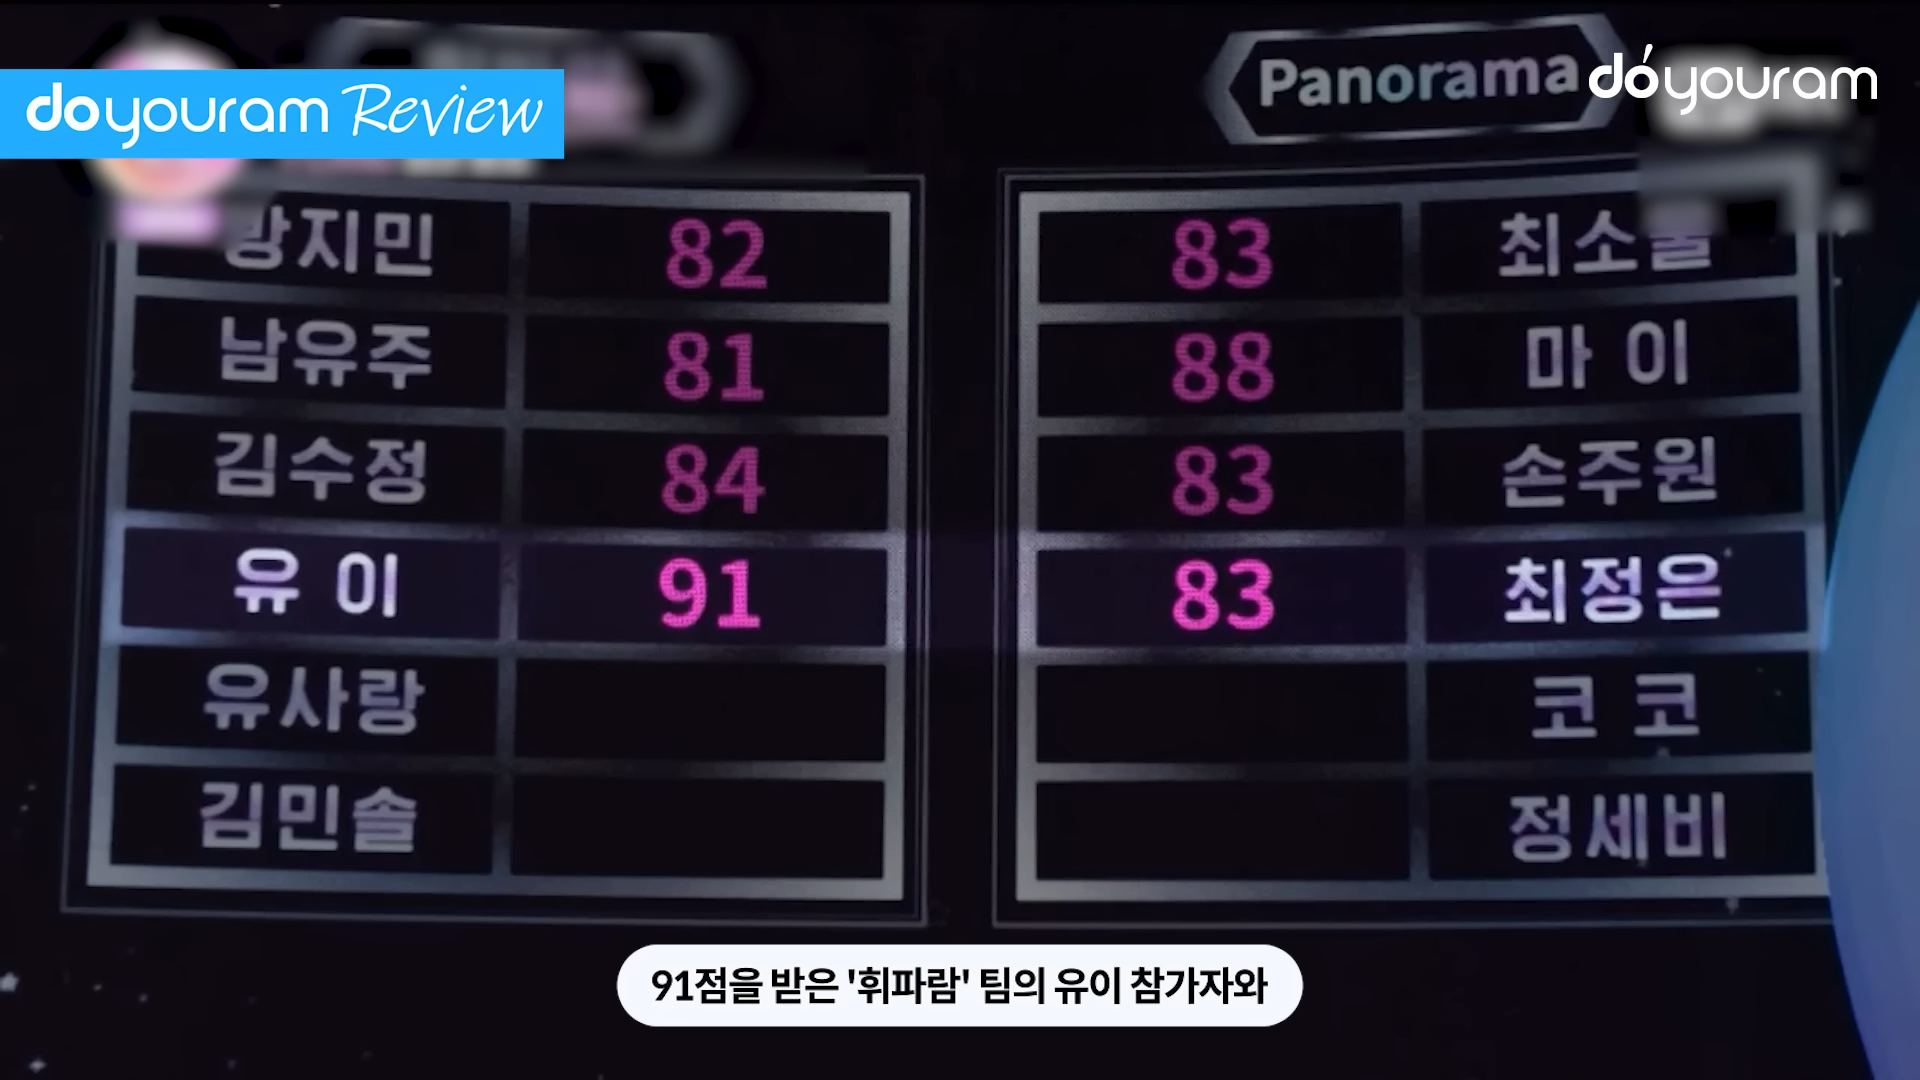 doyouram Review
Panorama
doyouram
방지민 82 83
남유주 81 88 마이
김수정 84 83 손주원
유이 91 83 최정은
유사랑 코코
김민솔 정세비
91점을 받은 '휘파람' 팀의 유이 참가자와